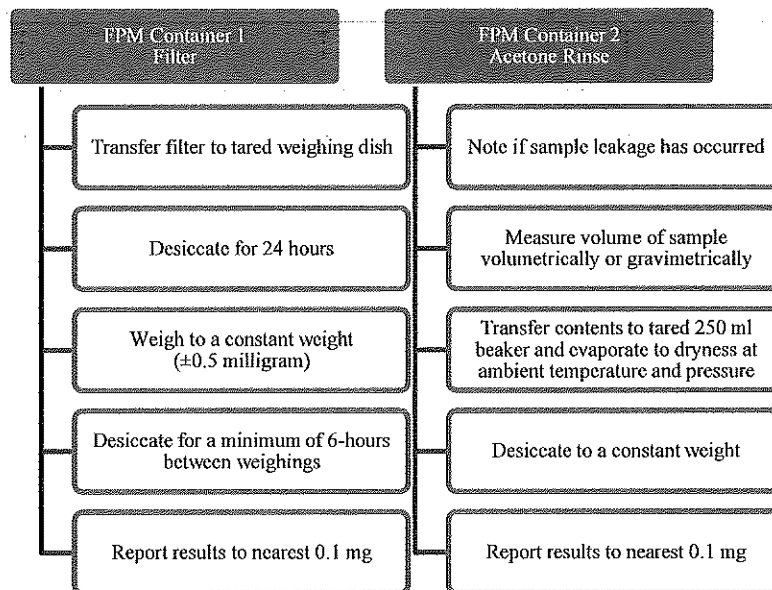 FPM Container 1
Filter
Transfer filter to tared weighing dish
Desiccate for 24 hours
Weigh to a constant weight
(±0.5 milligram)
Desiccate for a minimum of 6-hours
between weighings
Report results to nearest 0.1 mg
FPM Container 2
Acetone Rinse
Note if sample leakage has occurred
Measure volume of sample
volumetrically or gravimetrically
Transfer contents to tared 250 ml
beaker and evaporate to dryness at
ambient temperature and pressure
Desiccate to a constant weight
Report results to nearest 0.1 mg